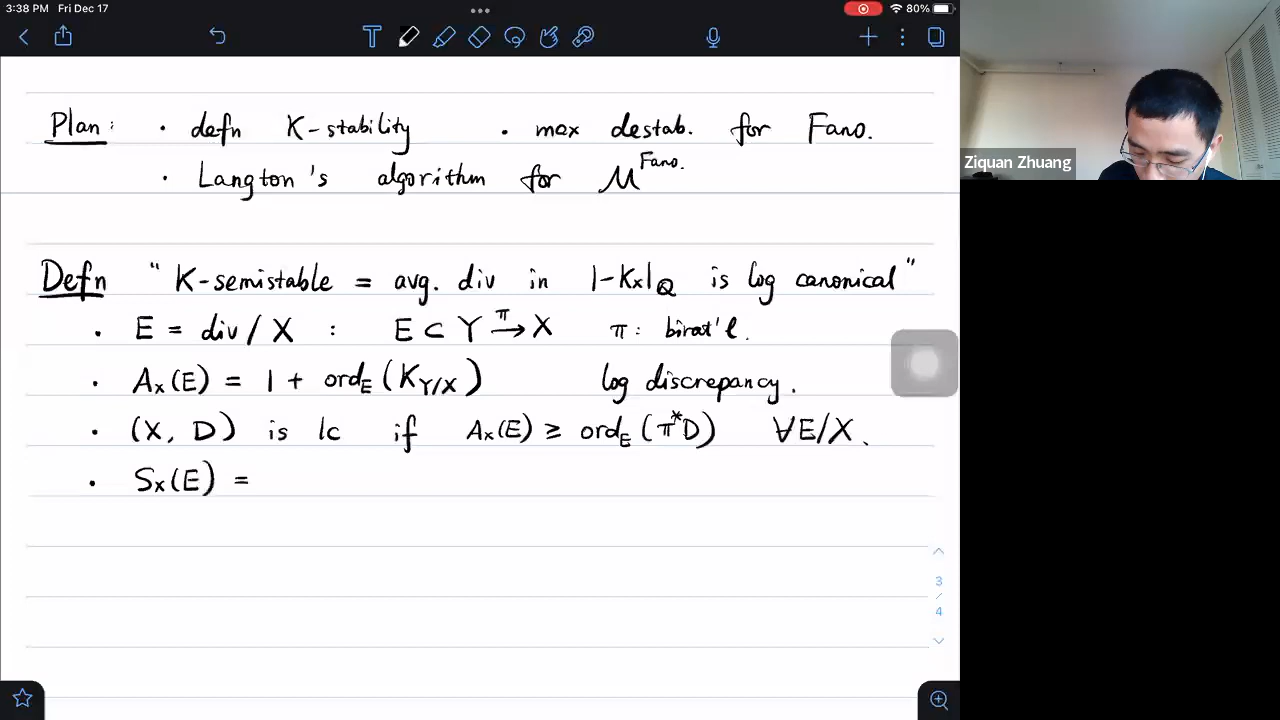 3:38 PM Fri Dec 17
80%
Plan: · defn K-stability · max destab. for Fano.
· Langton's algorithm for M^Fano.
Ziquan Zhuang
Defn "K-semistable = avg. div in |-Kx|_Q is log canonical"
· E = div/X : E ⊂ Y →^π X π: birat'l.
· A_X(E) = 1 + ord_E(K_{Y/X}) log discrepancy.
· (X, D) is lc if A_X(E) ≥ ord_E(π*D) ∀E/X.
· S_X(E) =
3
/
4